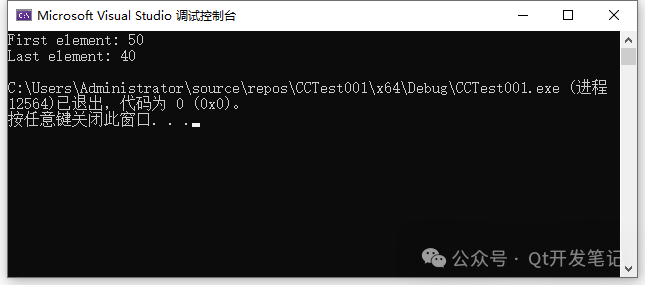 Microsoft Visual Studio 调试控制台
First element: 50
Last element: 40
C:\Users\Administrator\source\repos\CCTest001\x64\Debug\CCTest001.exe (进程
12564)已退出，代码为 0 (0x0)。
按任意键关闭此窗口. . .
公众号 · Qt开发笔记